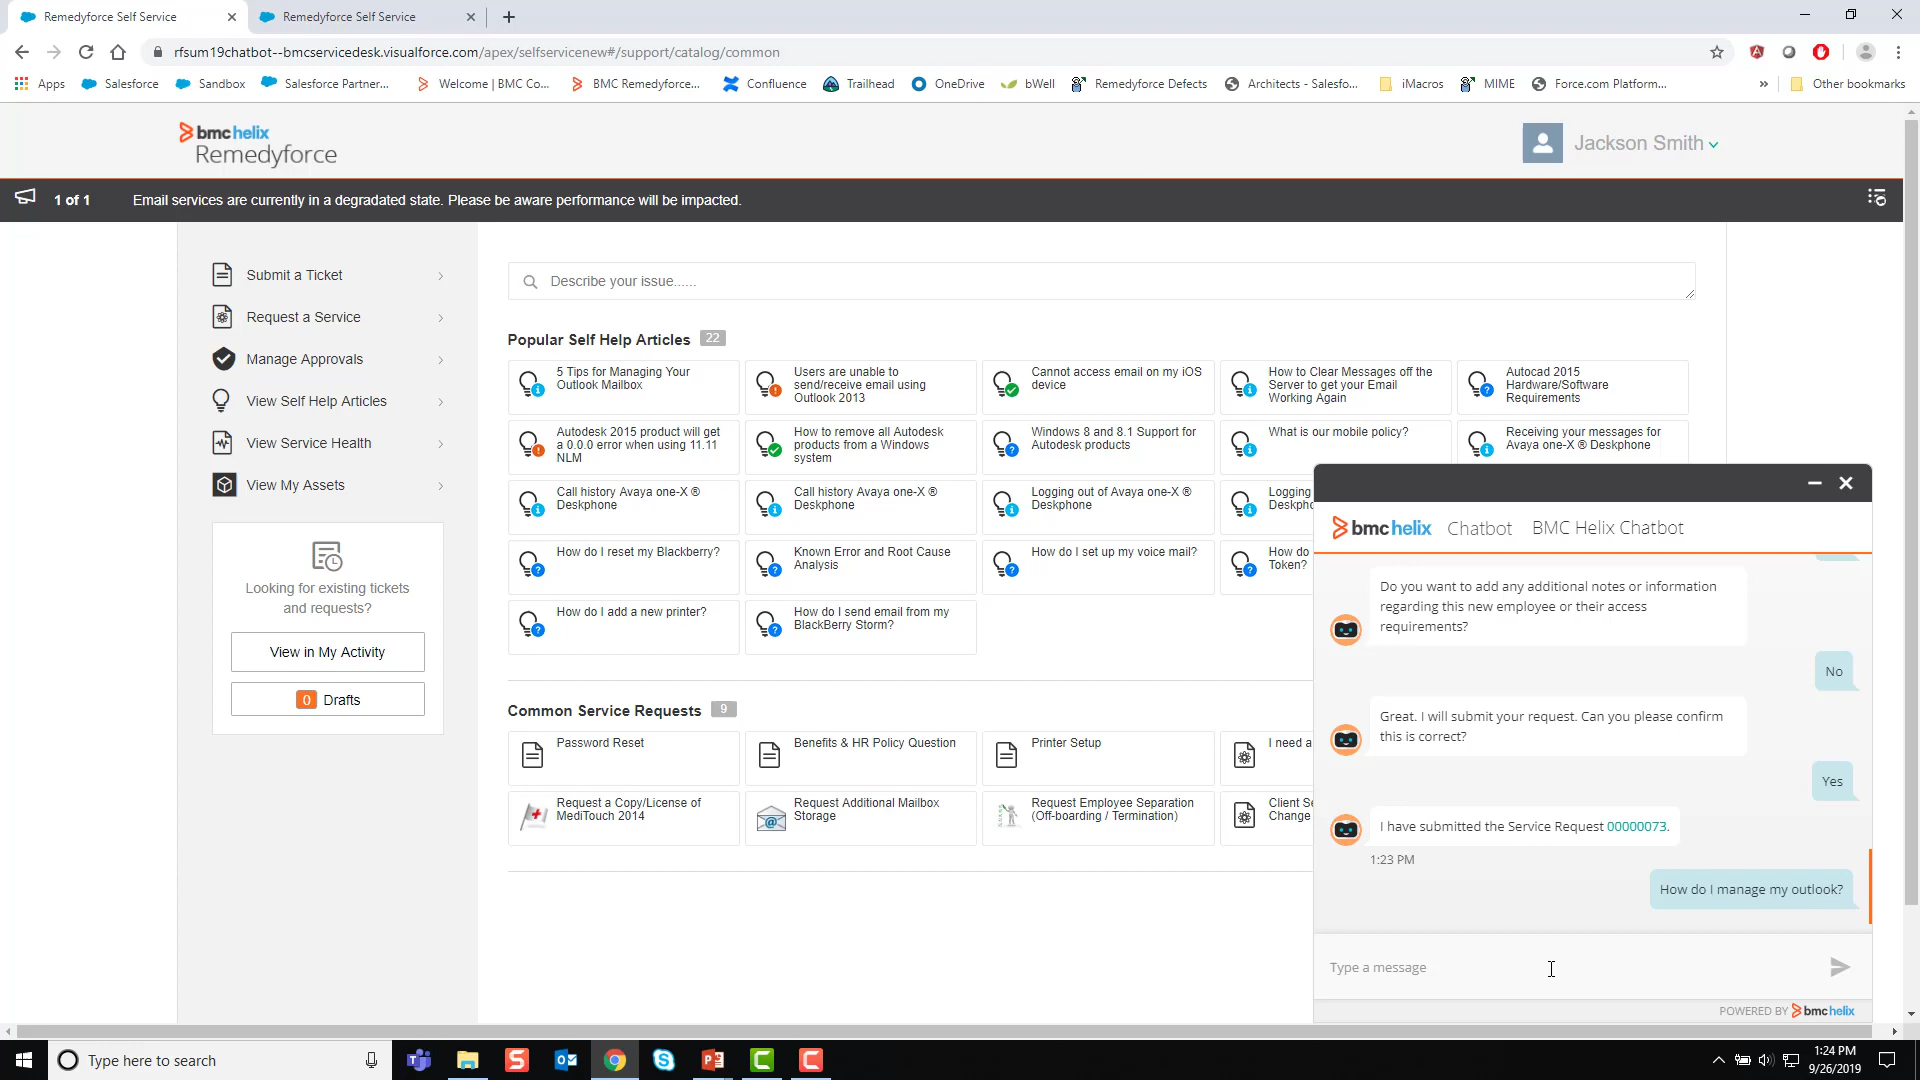 Remedyforce Self Service
Remedyforce Self Service
rfsum19chatbot--bmcservicedesk.visualforce.com/apex/selfservicenew#/support/catalog/common
Apps
Salesforce
Sandbox
Salesforce Partner...
Welcome | BMC Co...
BMC Remedyforce...
Confluence
Trailhead
OneDrive
bWell
Remedyforce Defects
Architects - Salesfo...
iMacros
MIME
Force.com Platform...
»
Other bookmarks
bmchelix
Remedyforce
Jackson Smith
1 of 1
Email services are currently in a degradated state. Please be aware performance will be impacted.
Submit a Ticket
Request a Service
Manage Approvals
View Self Help Articles
View Service Health
View My Assets
Looking for existing tickets
and requests?
View in My Activity
0 Drafts
Describe your issue......
Popular Self Help Articles 22
5 Tips for Managing Your
Outlook Mailbox
Users are unable to
send/receive email using
Outlook 2013
Cannot access email on my iOS
device
How to Clear Messages off the
Server to get your Email
Working Again
Autocad 2015
Hardware/Software
Requirements
Autodesk 2015 product will get
a 0.0.0 error when using 11.11
NLM
How to remove all Autodesk
products from a Windows
system
Windows 8 and 8.1 Support for
Autodesk products
What is our mobile policy?
Receiving your messages for
Avaya one-X ® Deskphone
Call history Avaya one-X ®
Deskphone
Call history Avaya one-X ®
Deskphone
Logging out of Avaya one-X ®
Deskphone
Logging
Deskpho
How do I reset my Blackberry?
Known Error and Root Cause
Analysis
How do I set up my voice mail?
How do
Token?
How do I add a new printer?
How do I send email from my
BlackBerry Storm?
Common Service Requests 9
Password Reset
Benefits & HR Policy Question
Printer Setup
I need a
Request a Copy/License of
MediTouch 2014
Request Additional Mailbox
Storage
Request Employee Separation
(Off-boarding / Termination)
Client Se
Change
bmchelix Chatbot BMC Helix Chatbot
Do you want to add any additional notes or information
regarding this new employee or their access
requirements?
No
Great. I will submit your request. Can you please confirm
this is correct?
Yes
I have submitted the Service Request 00000073.
1:23 PM
How do I manage my outlook?
Type a message
POWERED BY bmchelix
Type here to search
1:24 PM
9/26/2019